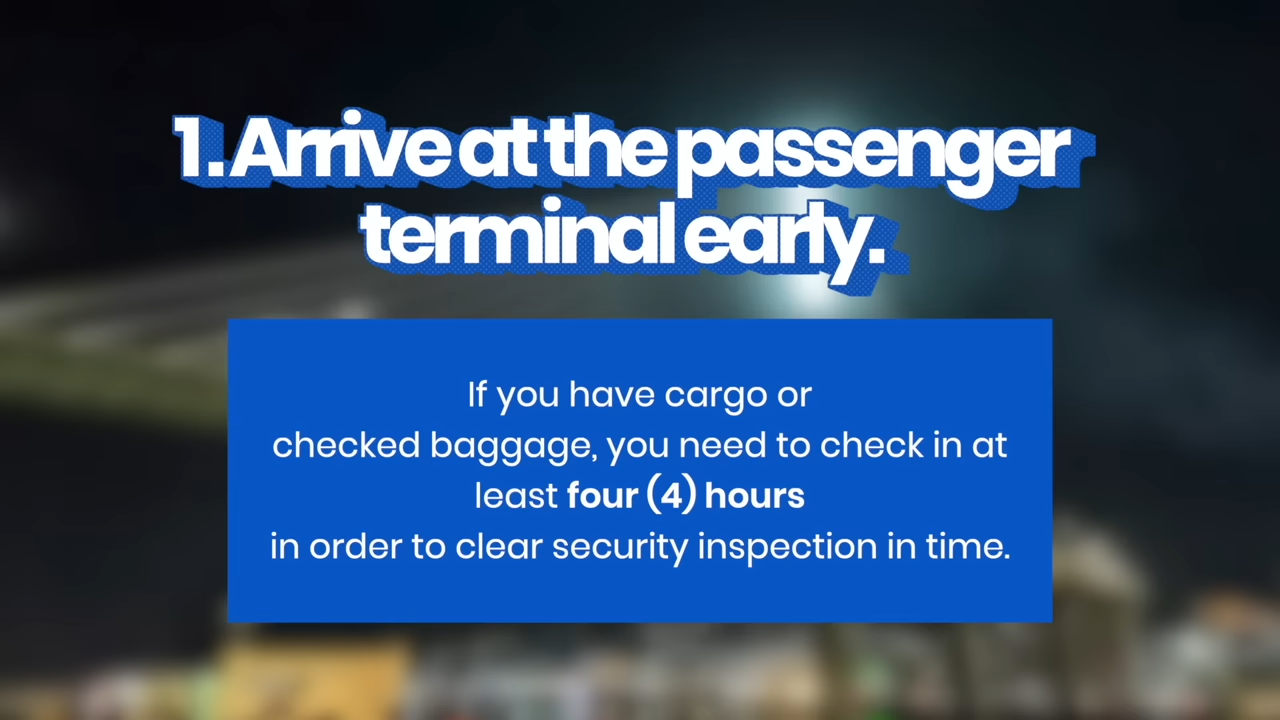 1. Arrive at the passenger
terminal early.
If you have cargo or
checked baggage, you need to check in at
least four (4) hours
in order to clear security inspection in time.